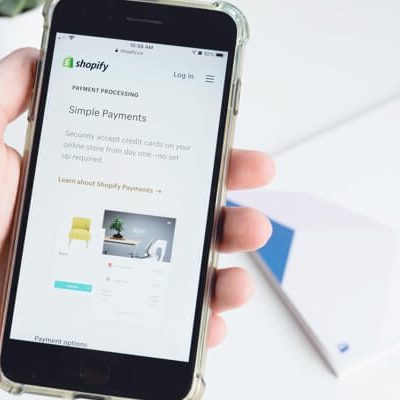 10:06 AM
shopify.ca
shopify
Log in
PAYMENT PROCESSING
Simple Payments
Securely accept credit cards on your
online store from day one—no set
up required.
Learn about Shopify Payments →
Payment options